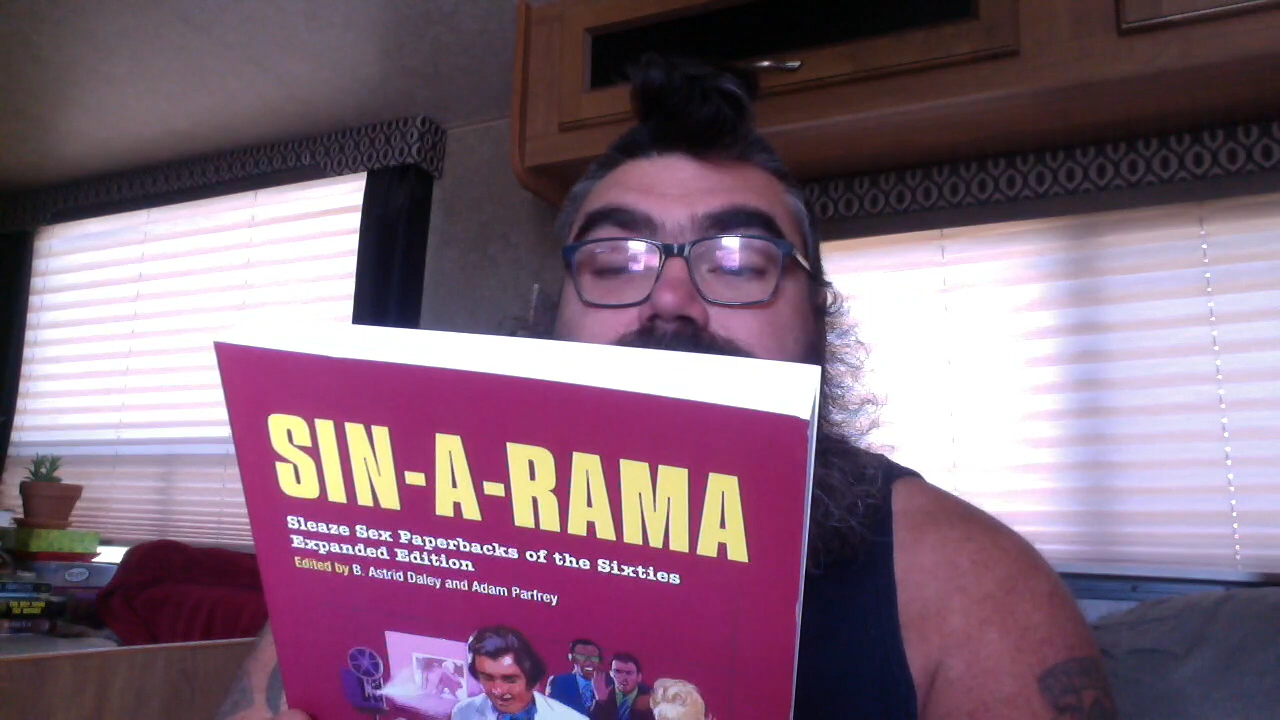 SIN-A-RAMA
Sleaze Sex Paperbacks of the Sixties
Expanded Edition
Edited by B. Astrid Daley and Adam Parfrey